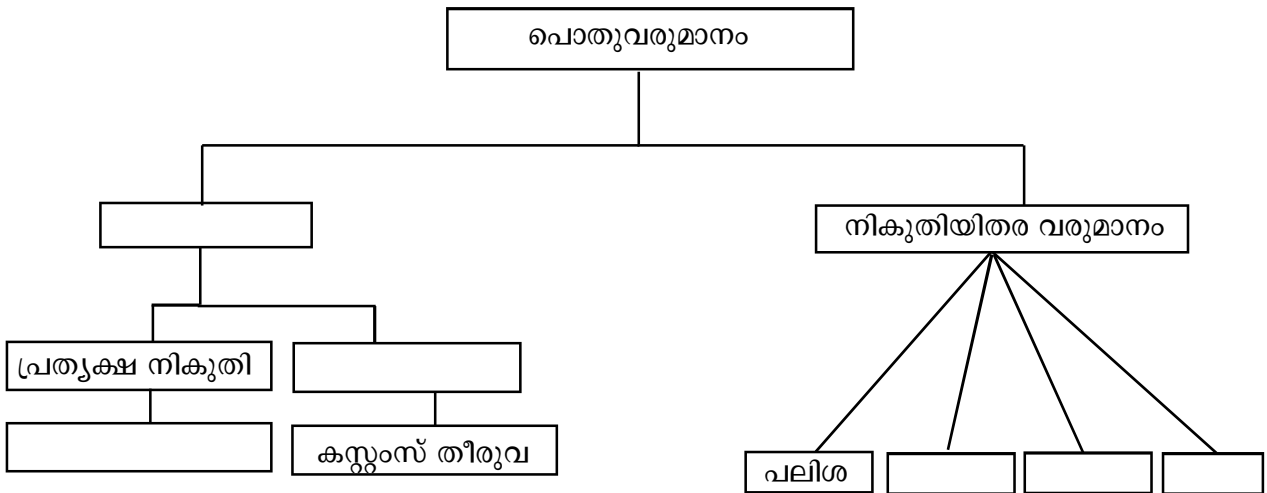 പൊതുവരുമാനം
നികുതിയിതര വരുമാനം
പ്രത്യക്ഷ നികുതി
കസ്റ്റംസ് തീരുവ
പലിശ